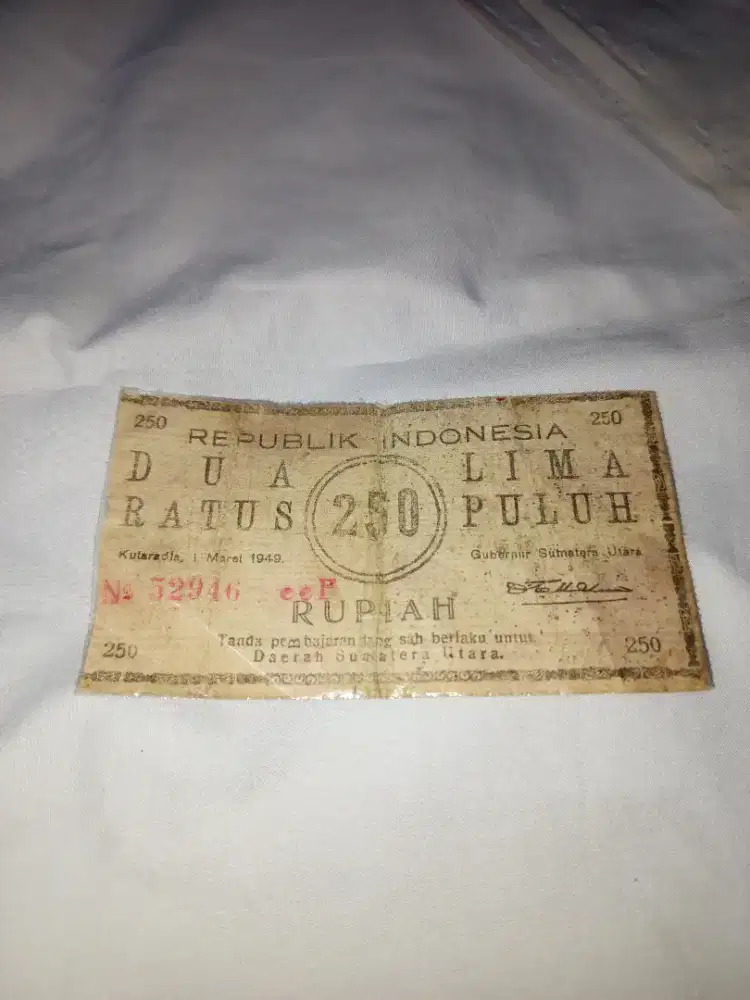 250 250
REPUBLIK INDONESIA
DUA LIMA
RATUS 250 PULUH
Kutaradja, 1 Maret 1949. Gubernur Sumatera Utara
№ 52946 eeP
RUPIAH
Tanda pembajaran jang sah berlaku untuk
Daerah Sumatera Utara.
250 250